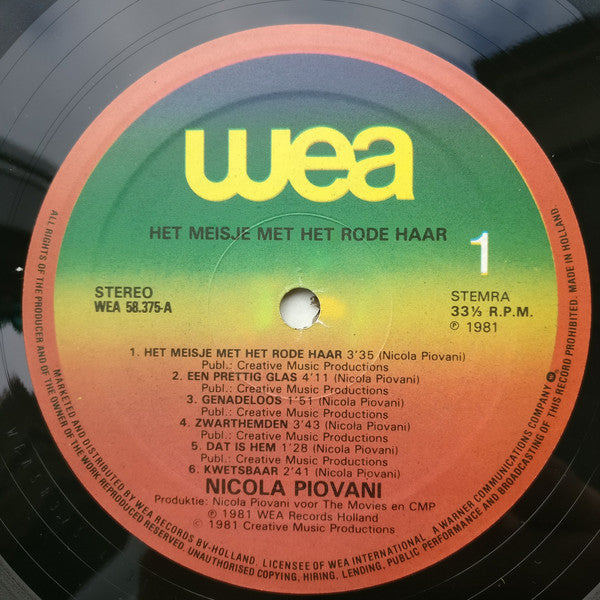 wea
HET MEISJE MET HET RODE HAAR
1
STEREO
WEA 58.375-A
STEMRA
33⅓ R.P.M.
℗ 1981
1. HET MEISJE MET HET RODE HAAR 3'35 (Nicola Piovani)
Publ.: Creative Music Productions
2. EEN PRETTIG GLAS 4'11 (Nicola Piovani)
Publ.: Creative Music Productions
3. GENADELOOS 1'51 (Nicola Piovani)
Publ.: Creative Music Productions
4. ZWARTHEMDEN 3'43 (Nicola Piovani)
Publ.: Creative Music Productions
5. DAT IS HEM 1'28 (Nicola Piovani)
Publ.: Creative Music Productions
6. KWETSBAAR 2'41 (Nicola Piovani)
NICOLA PIOVANI
Produktie: Nicola Piovani voor The Movies en CMP
℗ 1981 WEA Records Holland
© 1981 Creative Music Productions
ALL RIGHTS OF THE PRODUCER AND OF THE OWNER OF THE WORK REPRODUCED RESERVED. UNAUTHORISED COPYING, HIRING, LENDING, PUBLIC PERFORMANCE AND BROADCASTING OF THIS RECORD PROHIBITED. MADE IN HOLLAND.
MARKETED AND DISTRIBUTED BY WEA RECORDS BV-HOLLAND. LICENSEE OF WEA INTERNATIONAL. A WARNER COMMUNICATIONS COMPANY